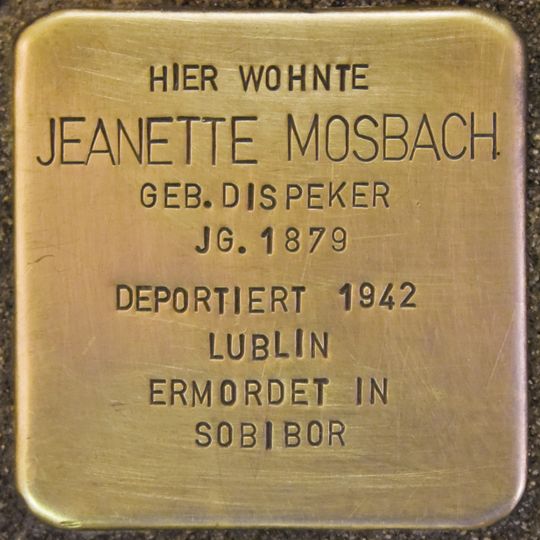 HIER WOHNTE
JEANETTE MOSBACH
GEB. DISPEKER
JG. 1879
DEPORTIERT 1942
LUBLIN
ERMORDET IN
SOBIBOR